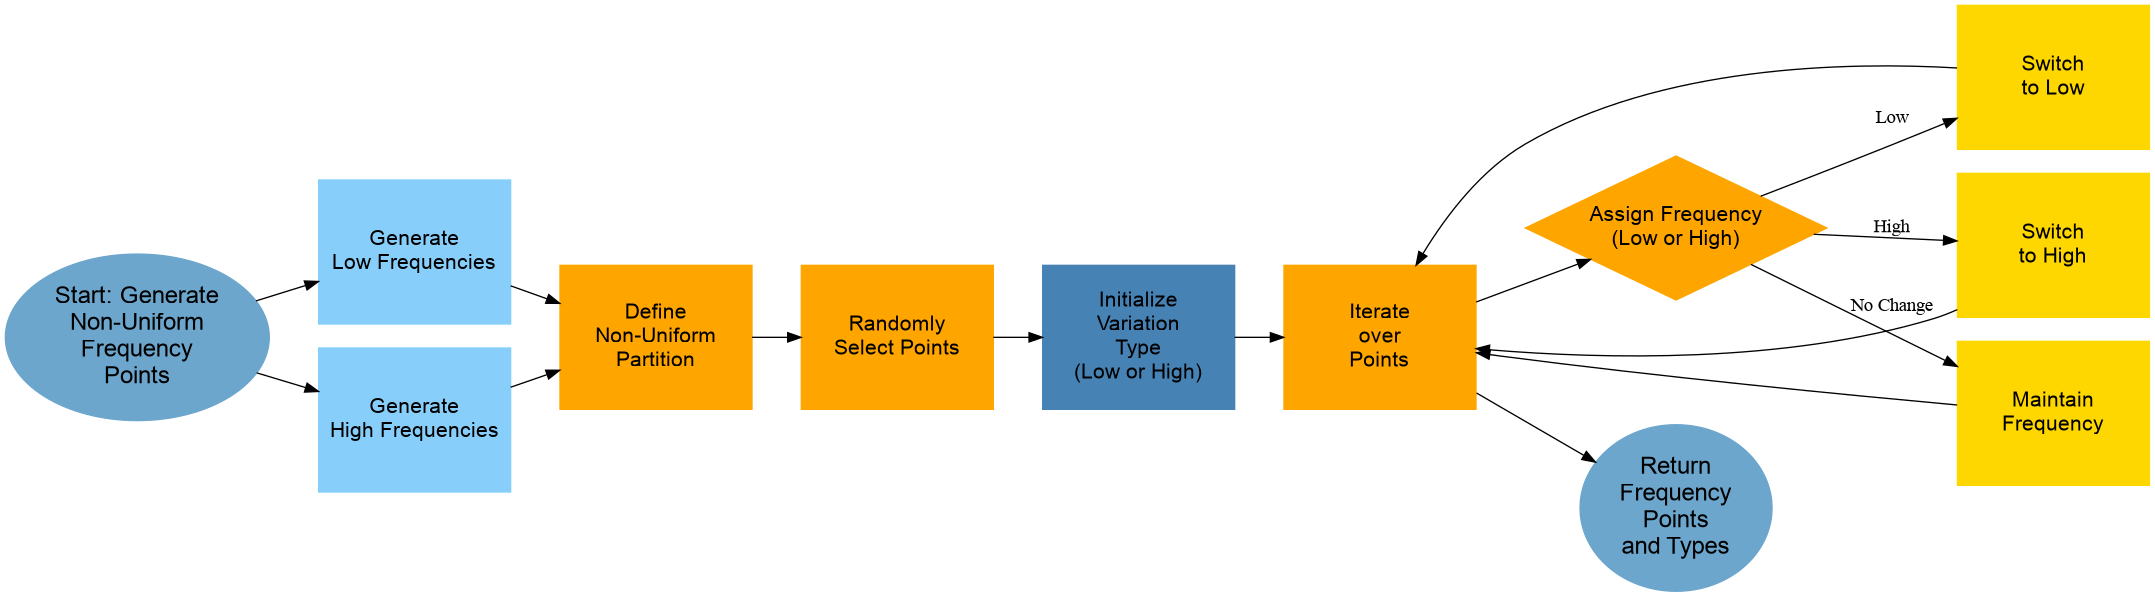 Start: Generate
Non-Uniform
Frequency
Points
Generate
Low Frequencies
Generate
High Frequencies
Define
Non-Uniform
Partition
Randomly
Select Points
Initialize
Variation
Type
(Low or High)
Iterate
over
Points
Assign Frequency
(Low or High)
Low
High
No Change
Switch
to Low
Switch
to High
Maintain
Frequency
Return
Frequency
Points
and Types